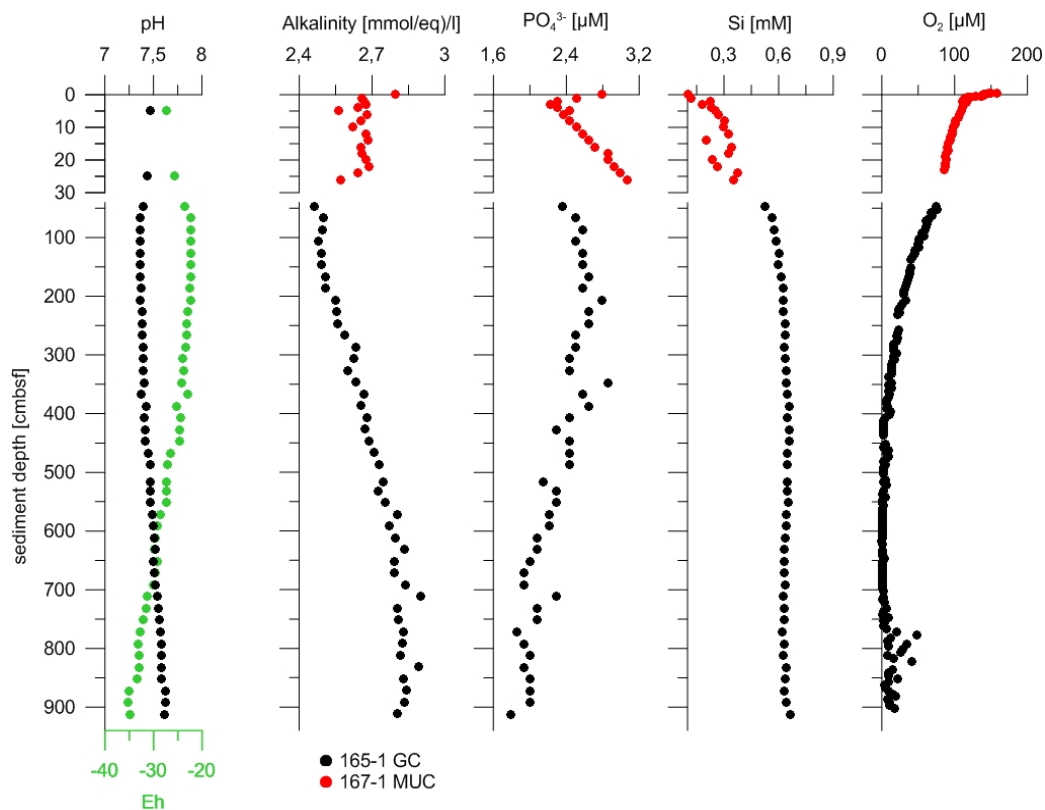 pH Alkalinity [mmol/eq)/l] PO₄³⁻ [µM] Si [mM] O₂ [µM]
7 7,5 8 2,4 2,7 3 1,6 2,4 3,2 0,3 0,6 0,9 0 100 200
0
10
20
30
100
200
300
400
500
600
700
800
900
sediment depth [cmbsf]
-40 -30 -20
Eh
165-1 GC
167-1 MUC